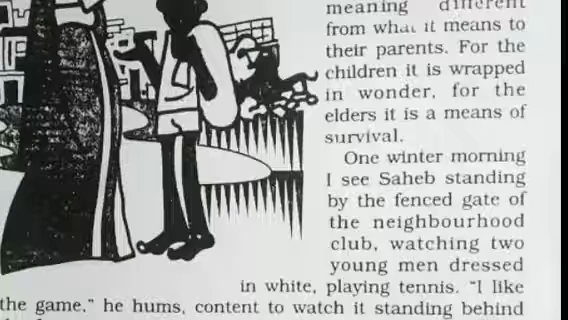 meaning different
from what it means to
their parents. For the
children it is wrapped
in wonder, for the
elders it is a means of
survival.
One winter morning
I see Saheb standing
by the fenced gate of
the neighbourhood
club, watching two
young men dressed
in white, playing tennis. "I like
the game," he hums, content to watch it standing behind